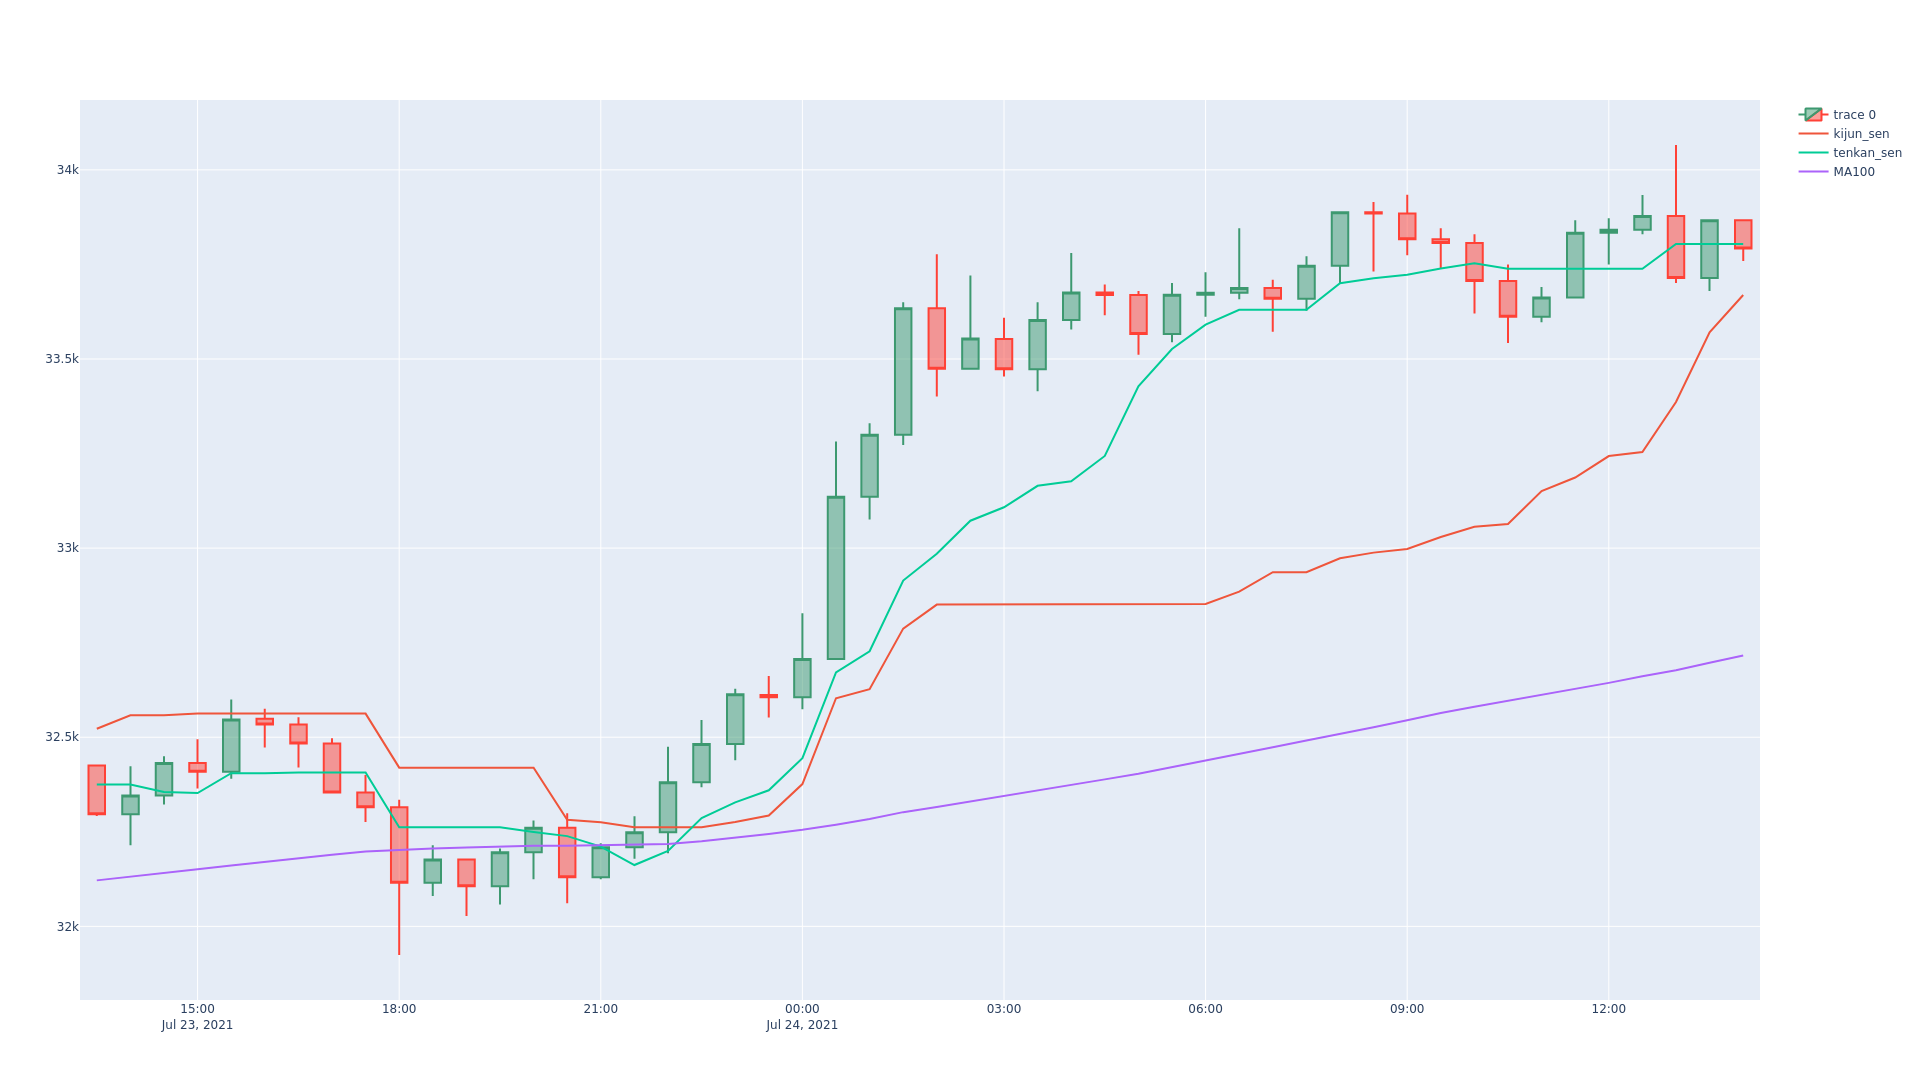 trace 0
kijun_sen
tenkan_sen
MA100
34k
33.5k
33k
32.5k
32k
15:00 18:00 21:00 00:00 03:00 06:00 09:00 12:00
Jul 23, 2021 Jul 24, 2021